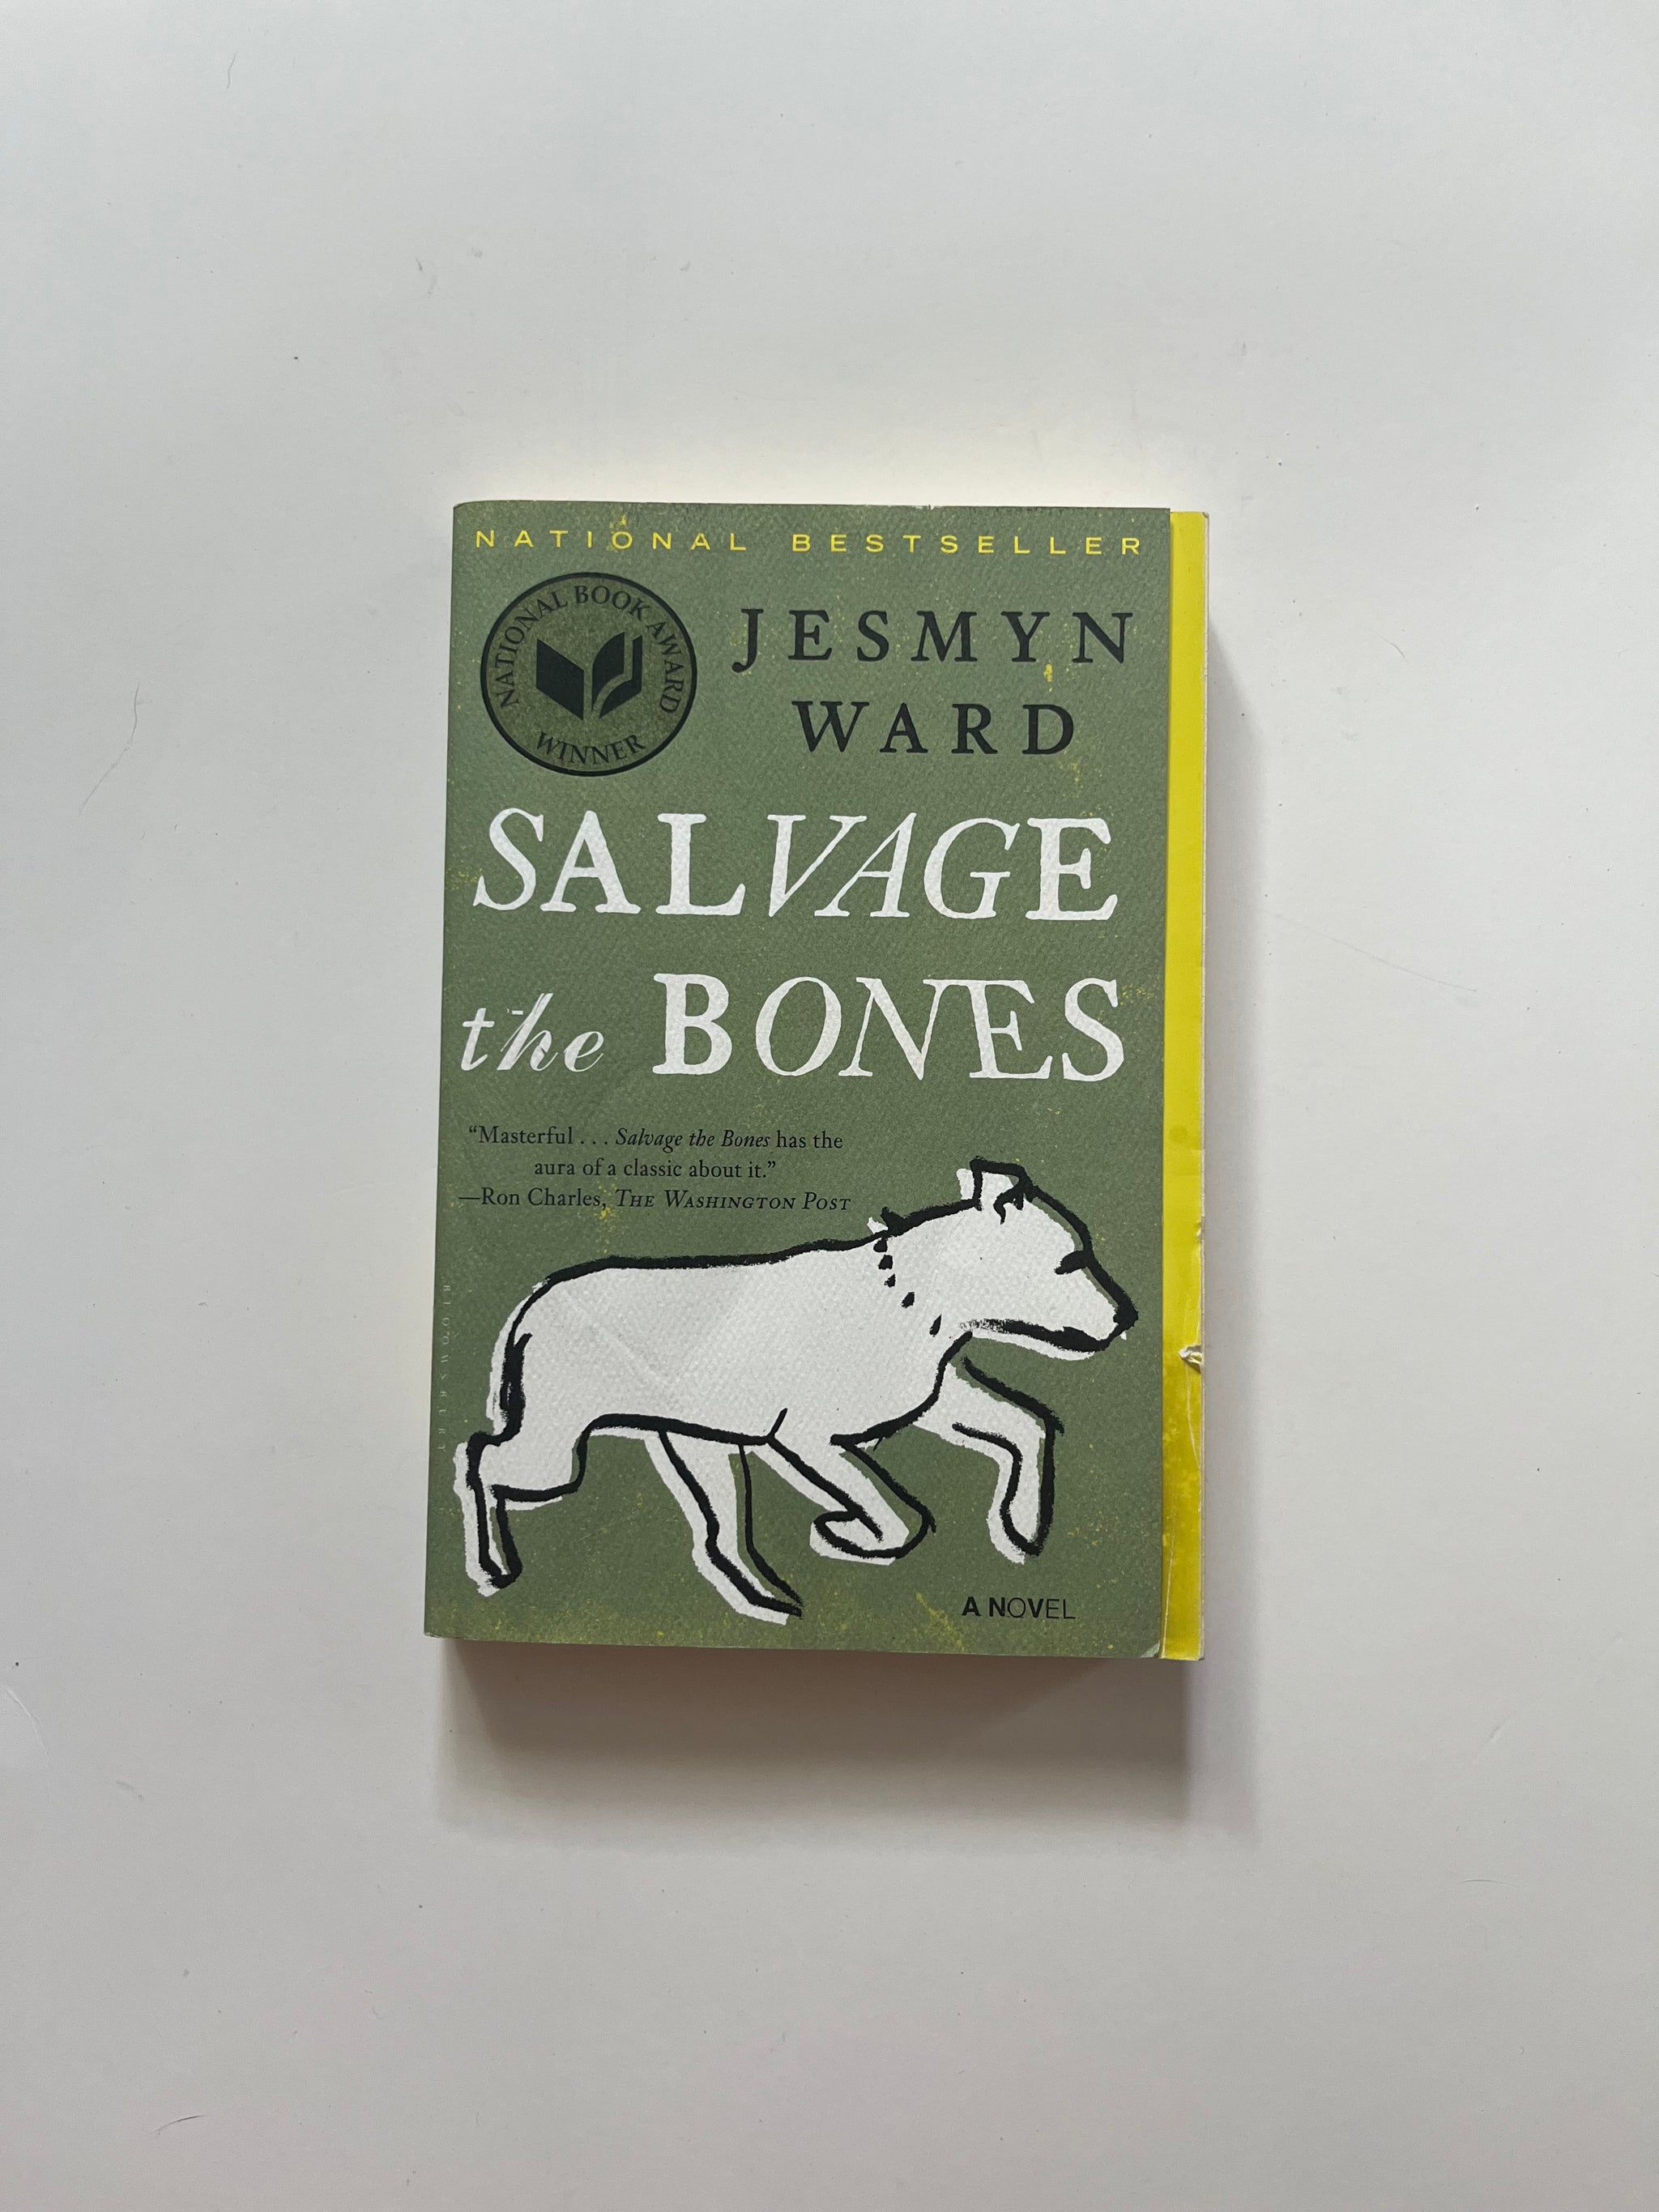 NATIONAL BESTSELLER
NATIONAL BOOK AWARD
WINNER
JESMYN
WARD
SALVAGE
the BONES
“Masterful . . . Salvage the Bones has the
aura of a classic about it.”
—Ron Charles, THE WASHINGTON POST
BLOOMSBURY
A NOVEL